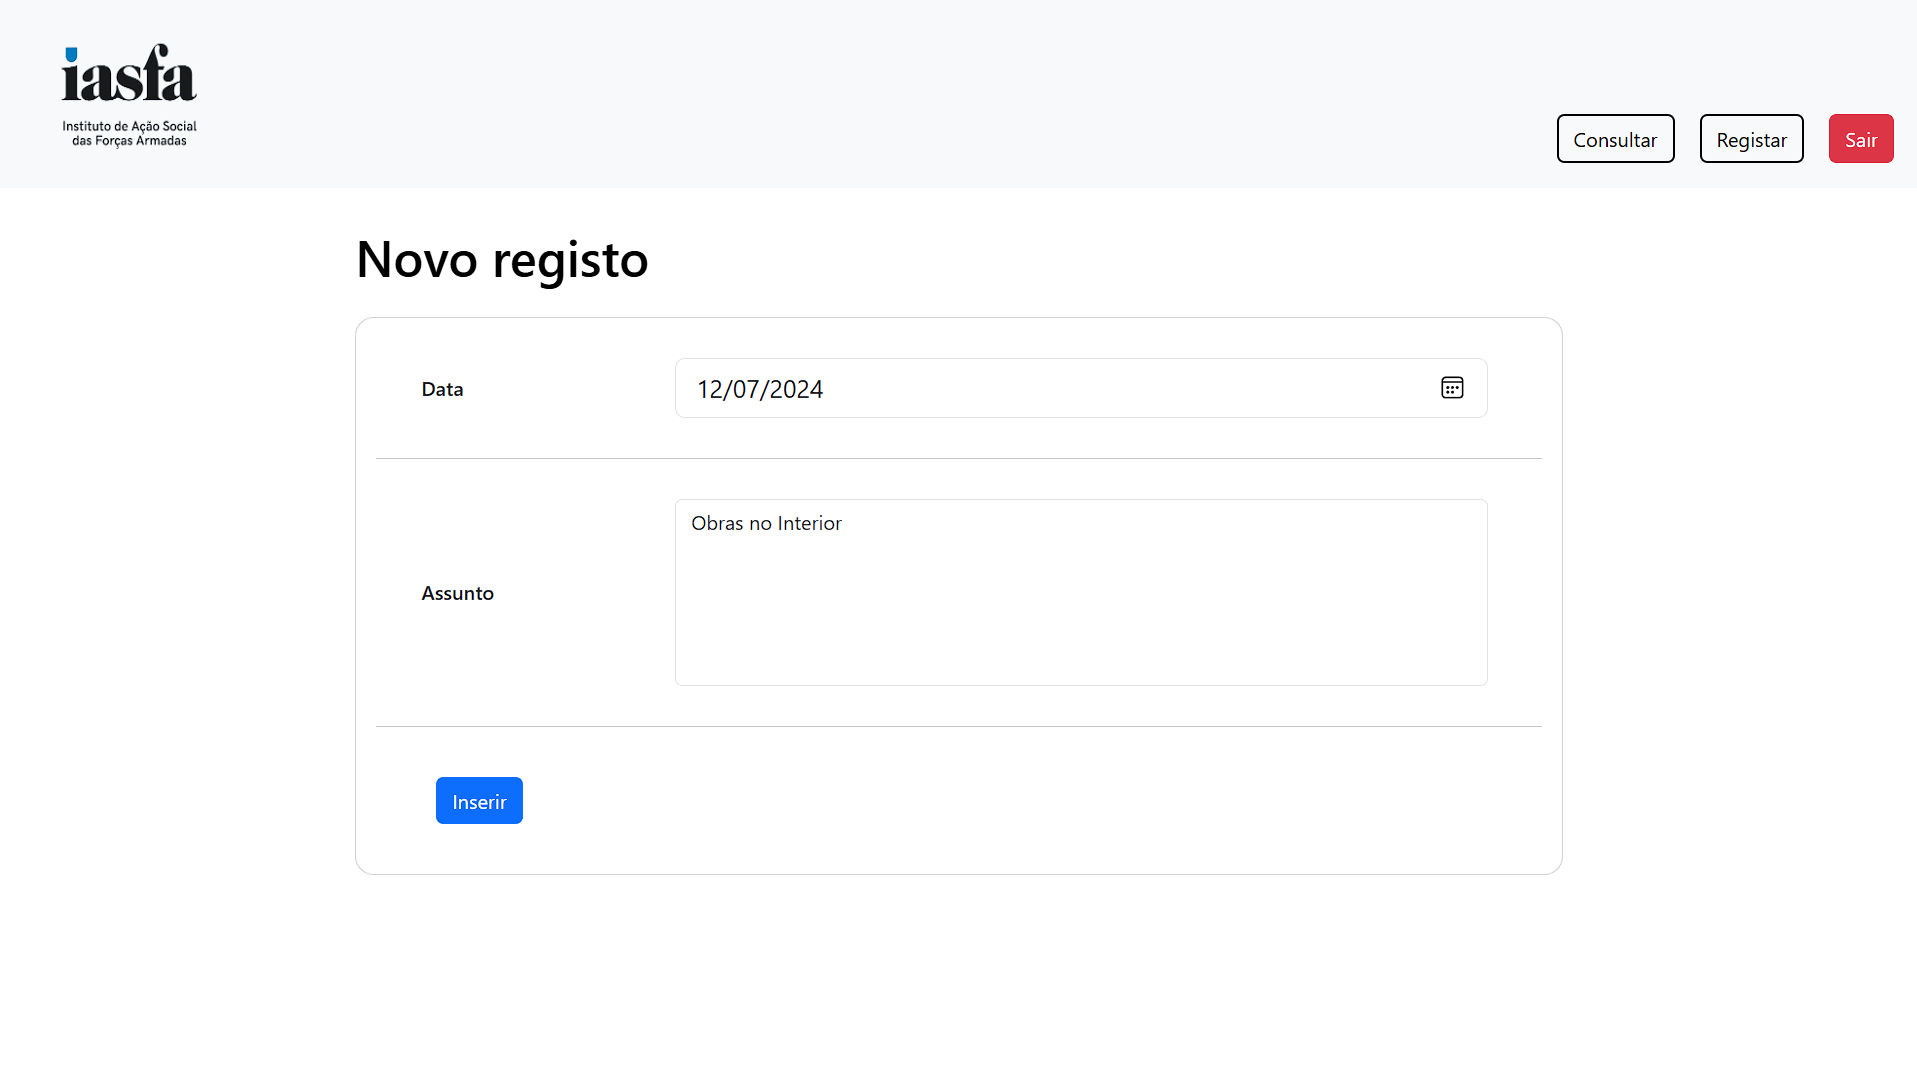 iasfa
Instituto de Ação Social
das Forças Armadas
Consultar
Registar
Sair
Novo registo
Data
12/07/2024
Assunto
Obras no Interior
Inserir